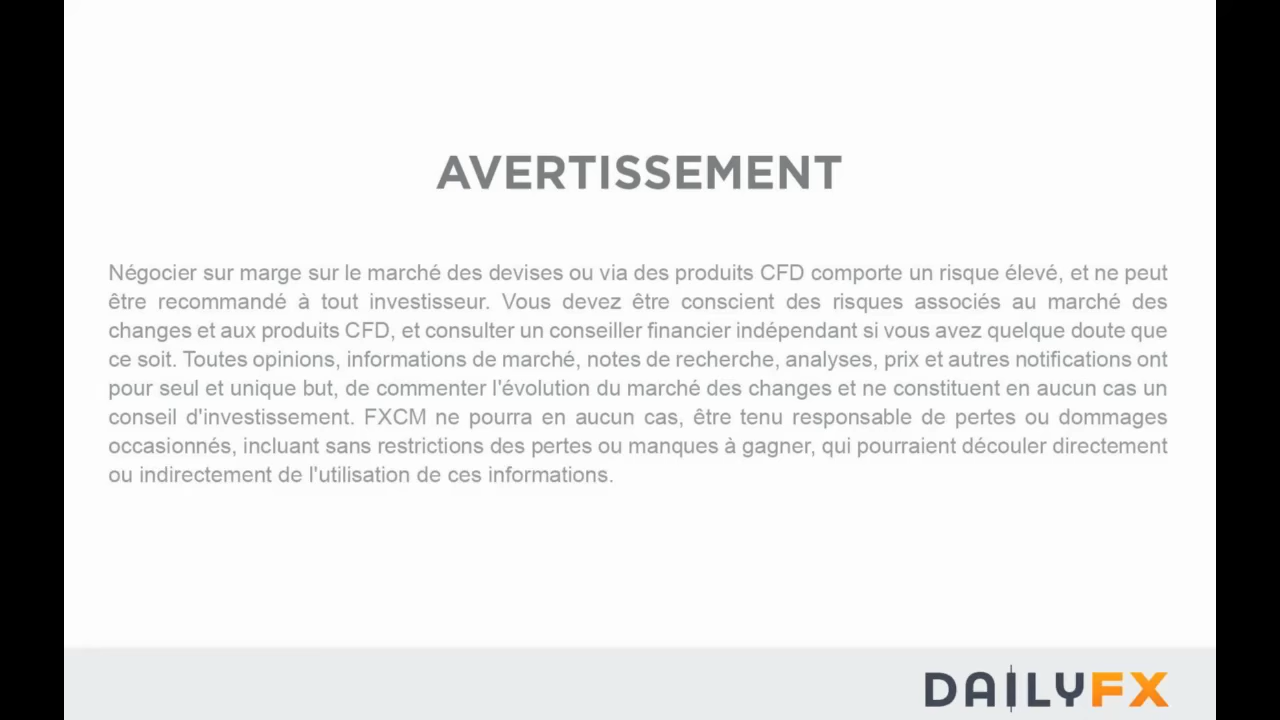 AVERTISSEMENT
Négocier sur marge sur le marché des devises ou via des produits CFD comporte un risque élevé, et ne peut
être recommandé à tout investisseur. Vous devez être conscient des risques associés au marché des
changes et aux produits CFD, et consulter un conseiller financier indépendant si vous avez quelque doute que
ce soit. Toutes opinions, informations de marché, notes de recherche, analyses, prix et autres notifications ont
pour seul et unique but, de commenter l'évolution du marché des changes et ne constituent en aucun cas un
conseil d'investissement. FXCM ne pourra en aucun cas, être tenu responsable de pertes ou dommages
occasionnés, incluant sans restrictions des pertes ou manques à gagner, qui pourraient découler directement
ou indirectement de l'utilisation de ces informations.
DAILYFX